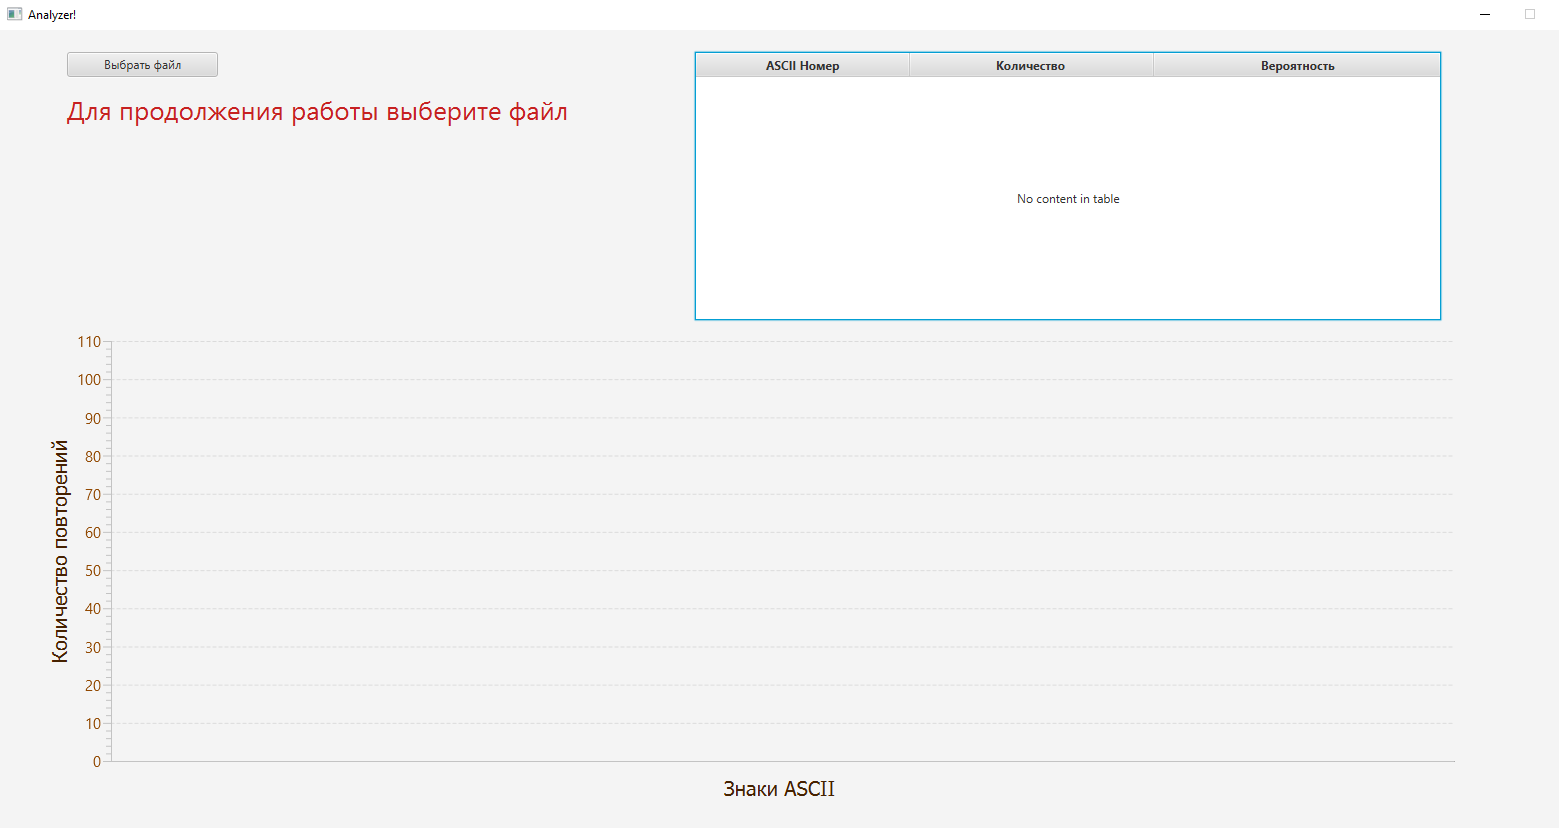 Analyzer!
Выбрать файл
Для продолжения работы выберите файл
ASCII Номер Количество Вероятность
No content in table
110
100
90
80
70
60
50
40
30
20
10
0
Количество повторений
Знаки ASCII